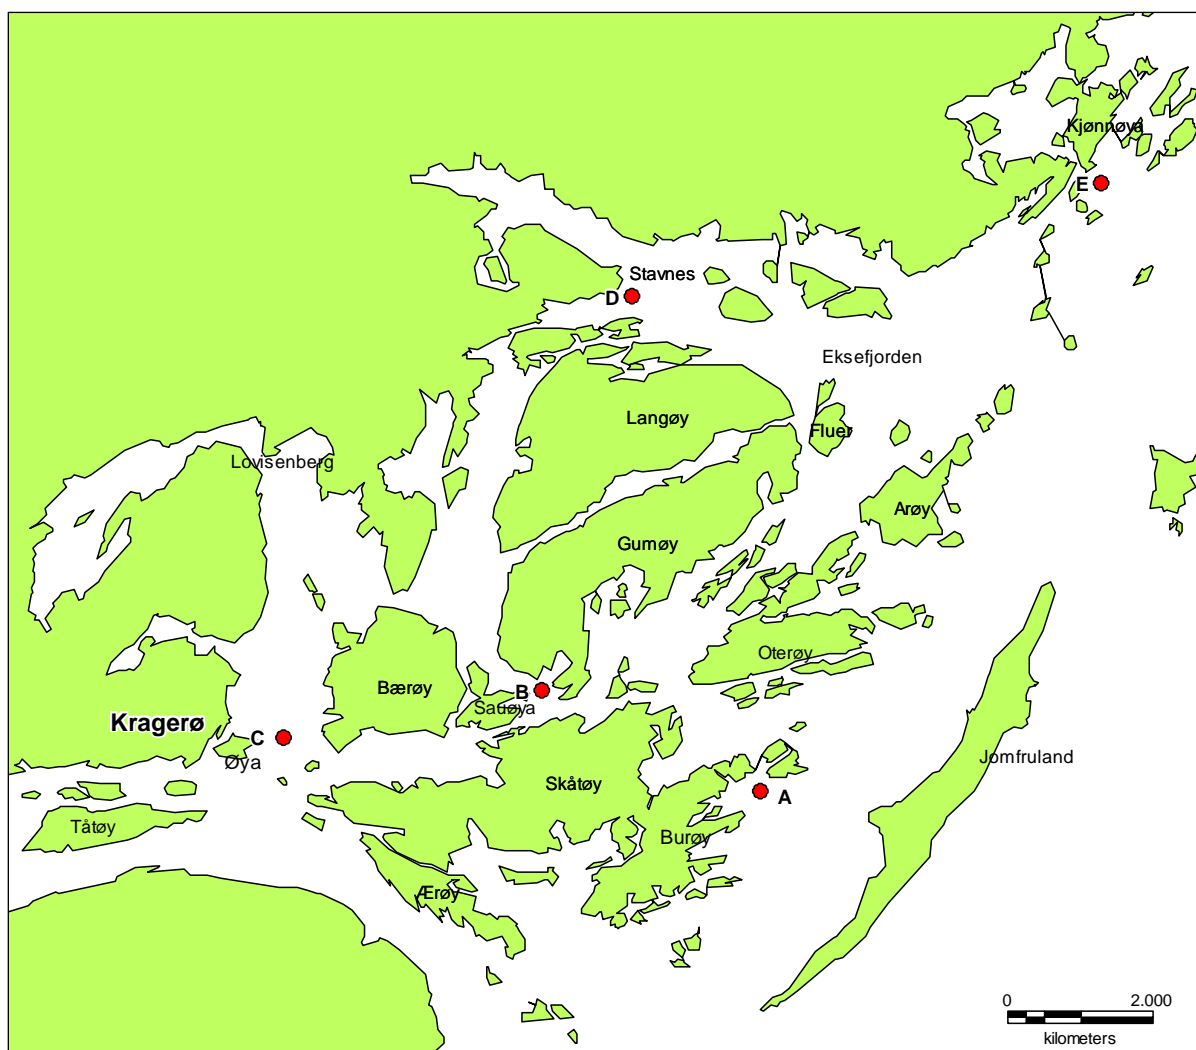 Kjønnøya
E
Stavnes
D
Eksefjorden
Langøy
Fluer
Lovisenberg
Arøy
Gumøy
Oterøy
Bærøy
B
Sauøya
Kragerø
C
Øya
Jomfruland
Skåtøy
A
Tåtøy
Burøy
Ærøy
0 2.000
kilometers